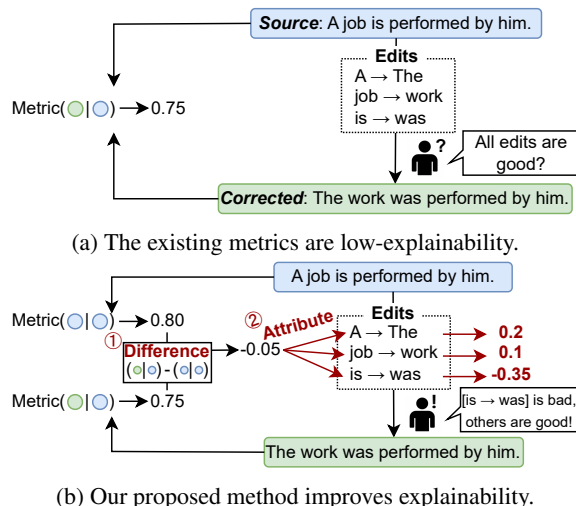 Source: A job is performed by him.
Edits
A → The
job → work
is → was
Metric(|) → 0.75
?
All edits are
good?
Corrected: The work was performed by him.
(a) The existing metrics are low-explainability.
A job is performed by him.
Metric(|) → 0.80
①
Difference
(|)-(|)
-0.05
② Attribute
Edits
A → The
0.2
job → work
0.1
is → was
-0.35
Metric(|) → 0.75
!
[is → was] is bad,
others are good!
The work was performed by him.
(b) Our proposed method improves explainability.